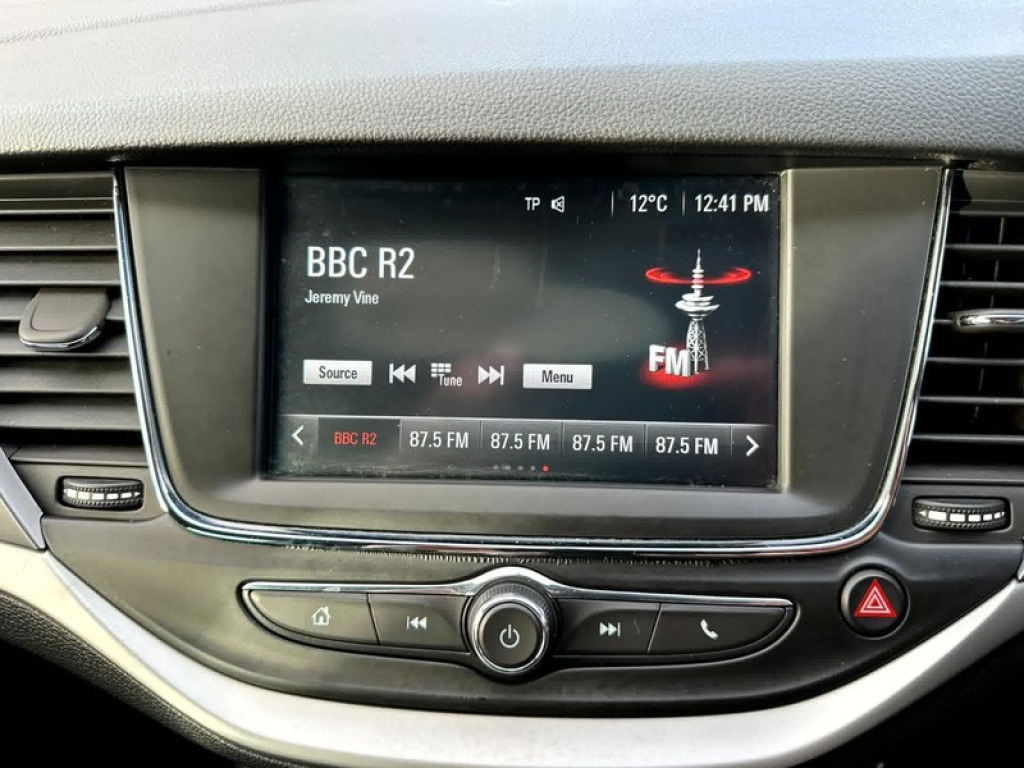 TP 12°C 12:41 PM
BBC R2
Jeremy Vine
FM
Source Tune Menu
BBC R2 87.5 FM 87.5 FM 87.5 FM 87.5 FM